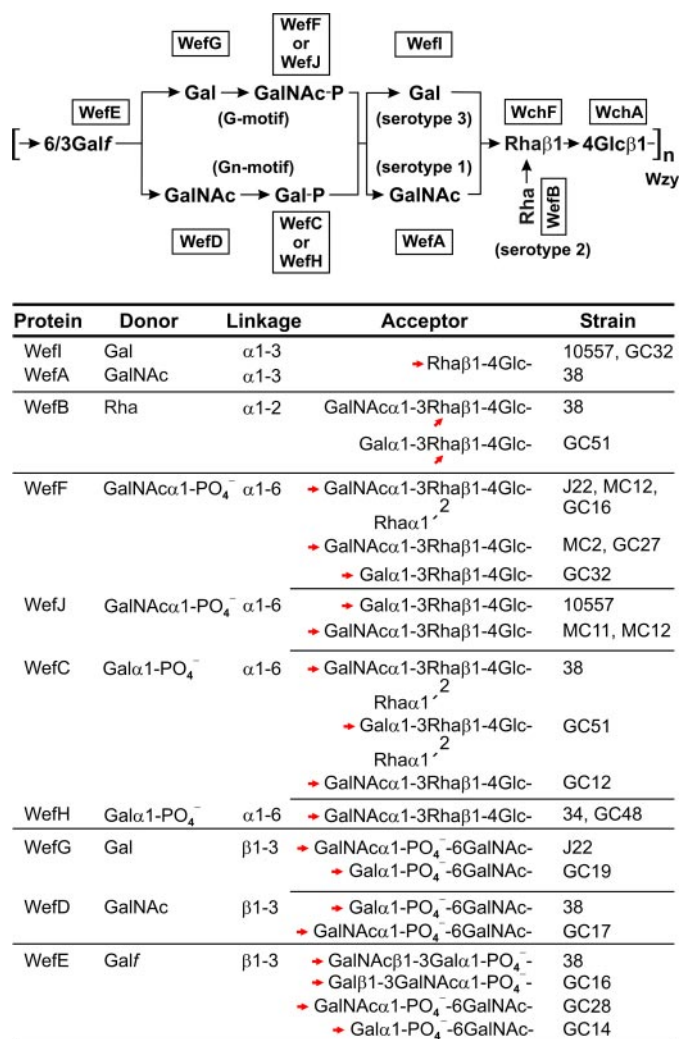 WefG
WefF
or
WefJ
WefI
WefE
Gal → GalNAc-P
Gal
WchF
WchA
(G-motif)
(serotype 3)
[→ 6/3Galf
Rhaβ1 → 4Glcβ1-]n
(Gn-motif)
(serotype 1)
Wzy
GalNAc → Gal-P
GalNAc
Rha
WefB
WefD
WefC
or
WefH
WefA
(serotype 2)
Protein Donor Linkage Acceptor Strain
WefI Gal α1-3 → Rhaβ1-4Glc- 10557, GC32
WefA GalNAc α1-3 38
WefB Rha α1-2 GalNAcα1-3Rhaβ1-4Glc- 38
Galα1-3Rhaβ1-4Glc- GC51
WefF GalNAcα1-PO₄⁻ α1-6 → GalNAcα1-3Rhaβ1-4Glc- J22, MC12,
GC16
Rhaα1´2
→ GalNAcα1-3Rhaβ1-4Glc- MC2, GC27
→ Galα1-3Rhaβ1-4Glc- GC32
WefJ GalNAcα1-PO₄⁻ α1-6 → Galα1-3Rhaβ1-4Glc- 10557
→ GalNAcα1-3Rhaβ1-4Glc- MC11, MC12
WefC Galα1-PO₄⁻ α1-6 → GalNAcα1-3Rhaβ1-4Glc- 38
Rhaα1´2
→ Galα1-3Rhaβ1-4Glc- GC51
Rhaα1´2
→ GalNAcα1-3Rhaβ1-4Glc- GC12
WefH Galα1-PO₄⁻ α1-6 → GalNAcα1-3Rhaβ1-4Glc- 34, GC48
WefG Gal β1-3 → GalNAcα1-PO₄⁻-6GalNAc- J22
→ Galα1-PO₄⁻-6GalNAc- GC19
WefD GalNAc β1-3 → Galα1-PO₄⁻-6GalNAc- 38
→ GalNAcα1-PO₄⁻-6GalNAc- GC17
WefE Galf β1-3 → GalNAcβ1-3Galα1-PO₄⁻- 38
→ Galβ1-3GalNAcα1-PO₄⁻- GC16
→ GalNAcα1-PO₄⁻-6GalNAc- GC28
→ Galα1-PO₄⁻-6GalNAc- GC14